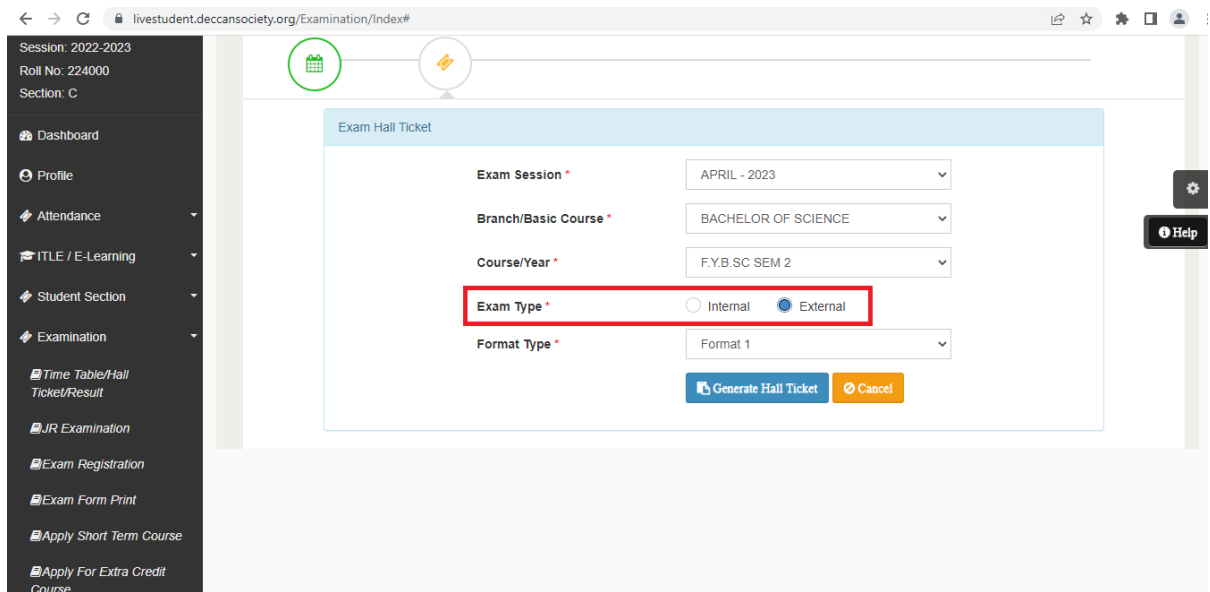 livestudent.deccansociety.org/Examination/Index#
Session: 2022-2023
Roll No: 224000
Section: C
Dashboard
Profile
Attendance
ITLE / E-Learning
Student Section
Examination
Time Table/Hall
Ticket/Result
JR Examination
Exam Registration
Exam Form Print
Apply Short Term Course
Apply For Extra Credit
Course
Exam Hall Ticket
Exam Session *
APRIL - 2023
Branch/Basic Course *
BACHELOR OF SCIENCE
Course/Year *
F.Y.B.SC SEM 2
Exam Type * Internal External
Format Type *
Format 1
Generate Hall Ticket
Cancel
Help